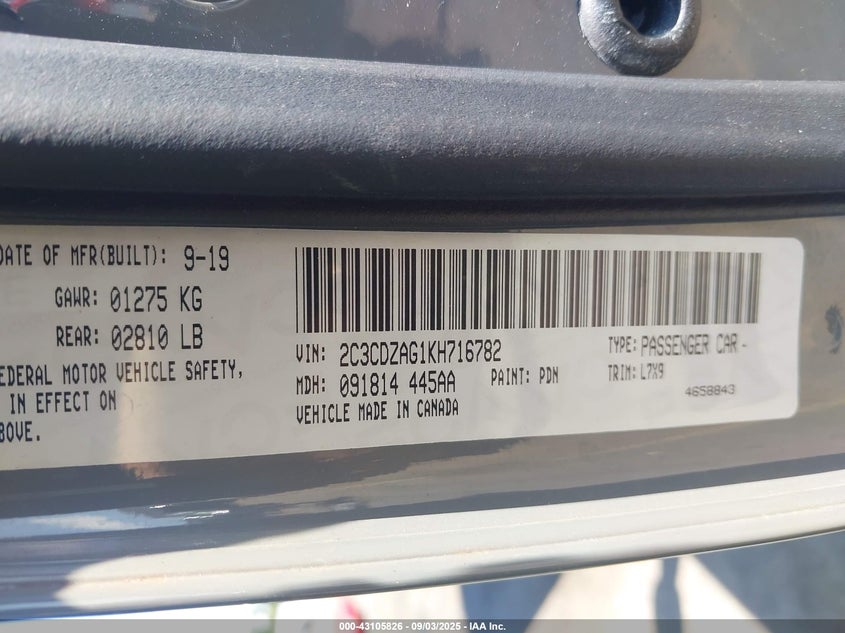 DATE OF MFR(BUILT): 9-19
GAWR: 01275 KG
REAR: 02810 LB
FEDERAL MOTOR VEHICLE SAFETY,
IN EFFECT ON
ABOVE.
VIN: 2C3CDZAG1KH716782
TYPE: PASSENGER CAR-
MDH: 091814 445AA
PAINT: PDN
TRIM: L7X9
VEHICLE MADE IN CANADA
4658843
000-43105826 - 09/03/2025 - IAA Inc.